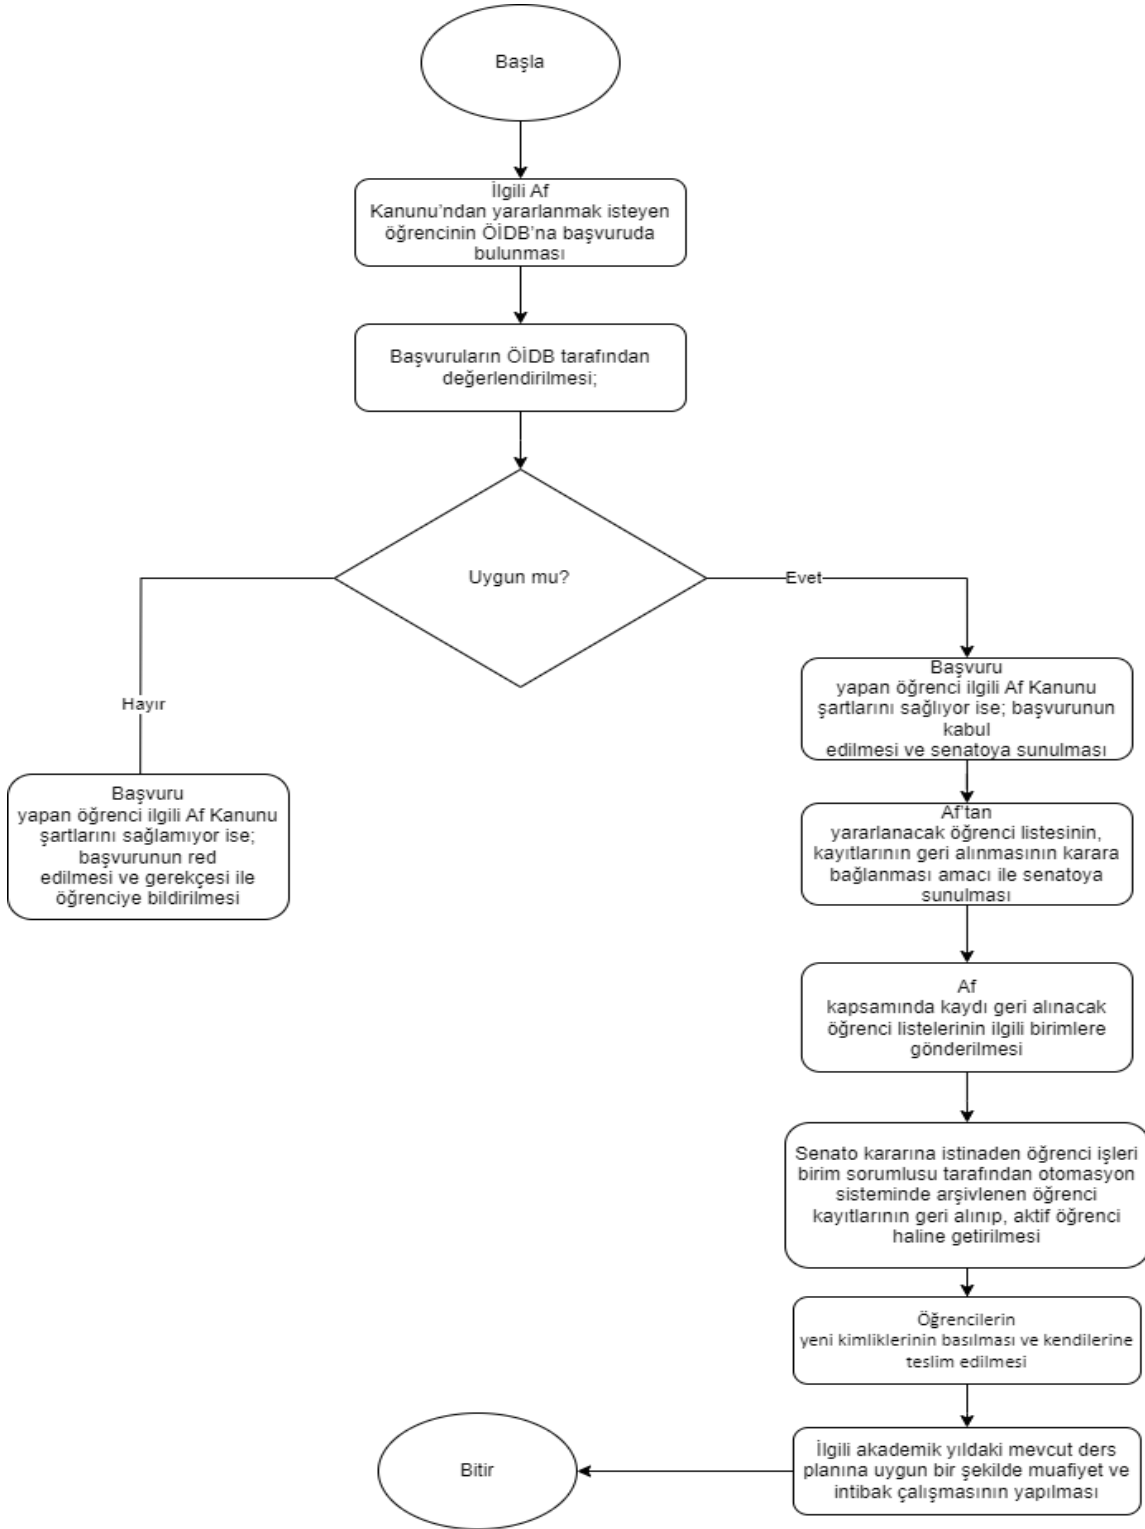 Başla
İlgili Af
Kanunu’ndan yararlanmak isteyen
öğrencinin ÖİDB’na başvuruda
bulunması
Başvuruların ÖİDB tarafından
değerlendirilmesi;
Uygun mu?
Evet
Hayır
Başvuru
yapan öğrenci ilgili Af Kanunu
şartlarını sağlamıyor ise;
başvurunun red
edilmesi ve gerekçesi ile
öğrenciye bildirilmesi
Başvuru
yapan öğrenci ilgili Af Kanunu
şartlarını sağlıyor ise; başvurunun
kabul
edilmesi ve senatoya sunulması
Af’tan
yararlanacak öğrenci listesinin,
kayıtlarının geri alınmasının karara
bağlanması amacı ile senatoya
sunulması
Af
kapsamında kaydı geri alınacak
öğrenci listelerinin ilgili birimlere
gönderilmesi
Senato kararına istinaden öğrenci işleri
birim sorumlusu tarafından otomasyon
sisteminde arşivlenen öğrenci
kayıtlarının geri alınıp, aktif öğrenci
haline getirilmesi
Öğrencilerin
yeni kimliklerinin basılması ve kendilerine
teslim edilmesi
İlgili akademik yıldaki mevcut ders
planına uygun bir şekilde muafiyet ve
intibak çalışmasının yapılması
Bitir